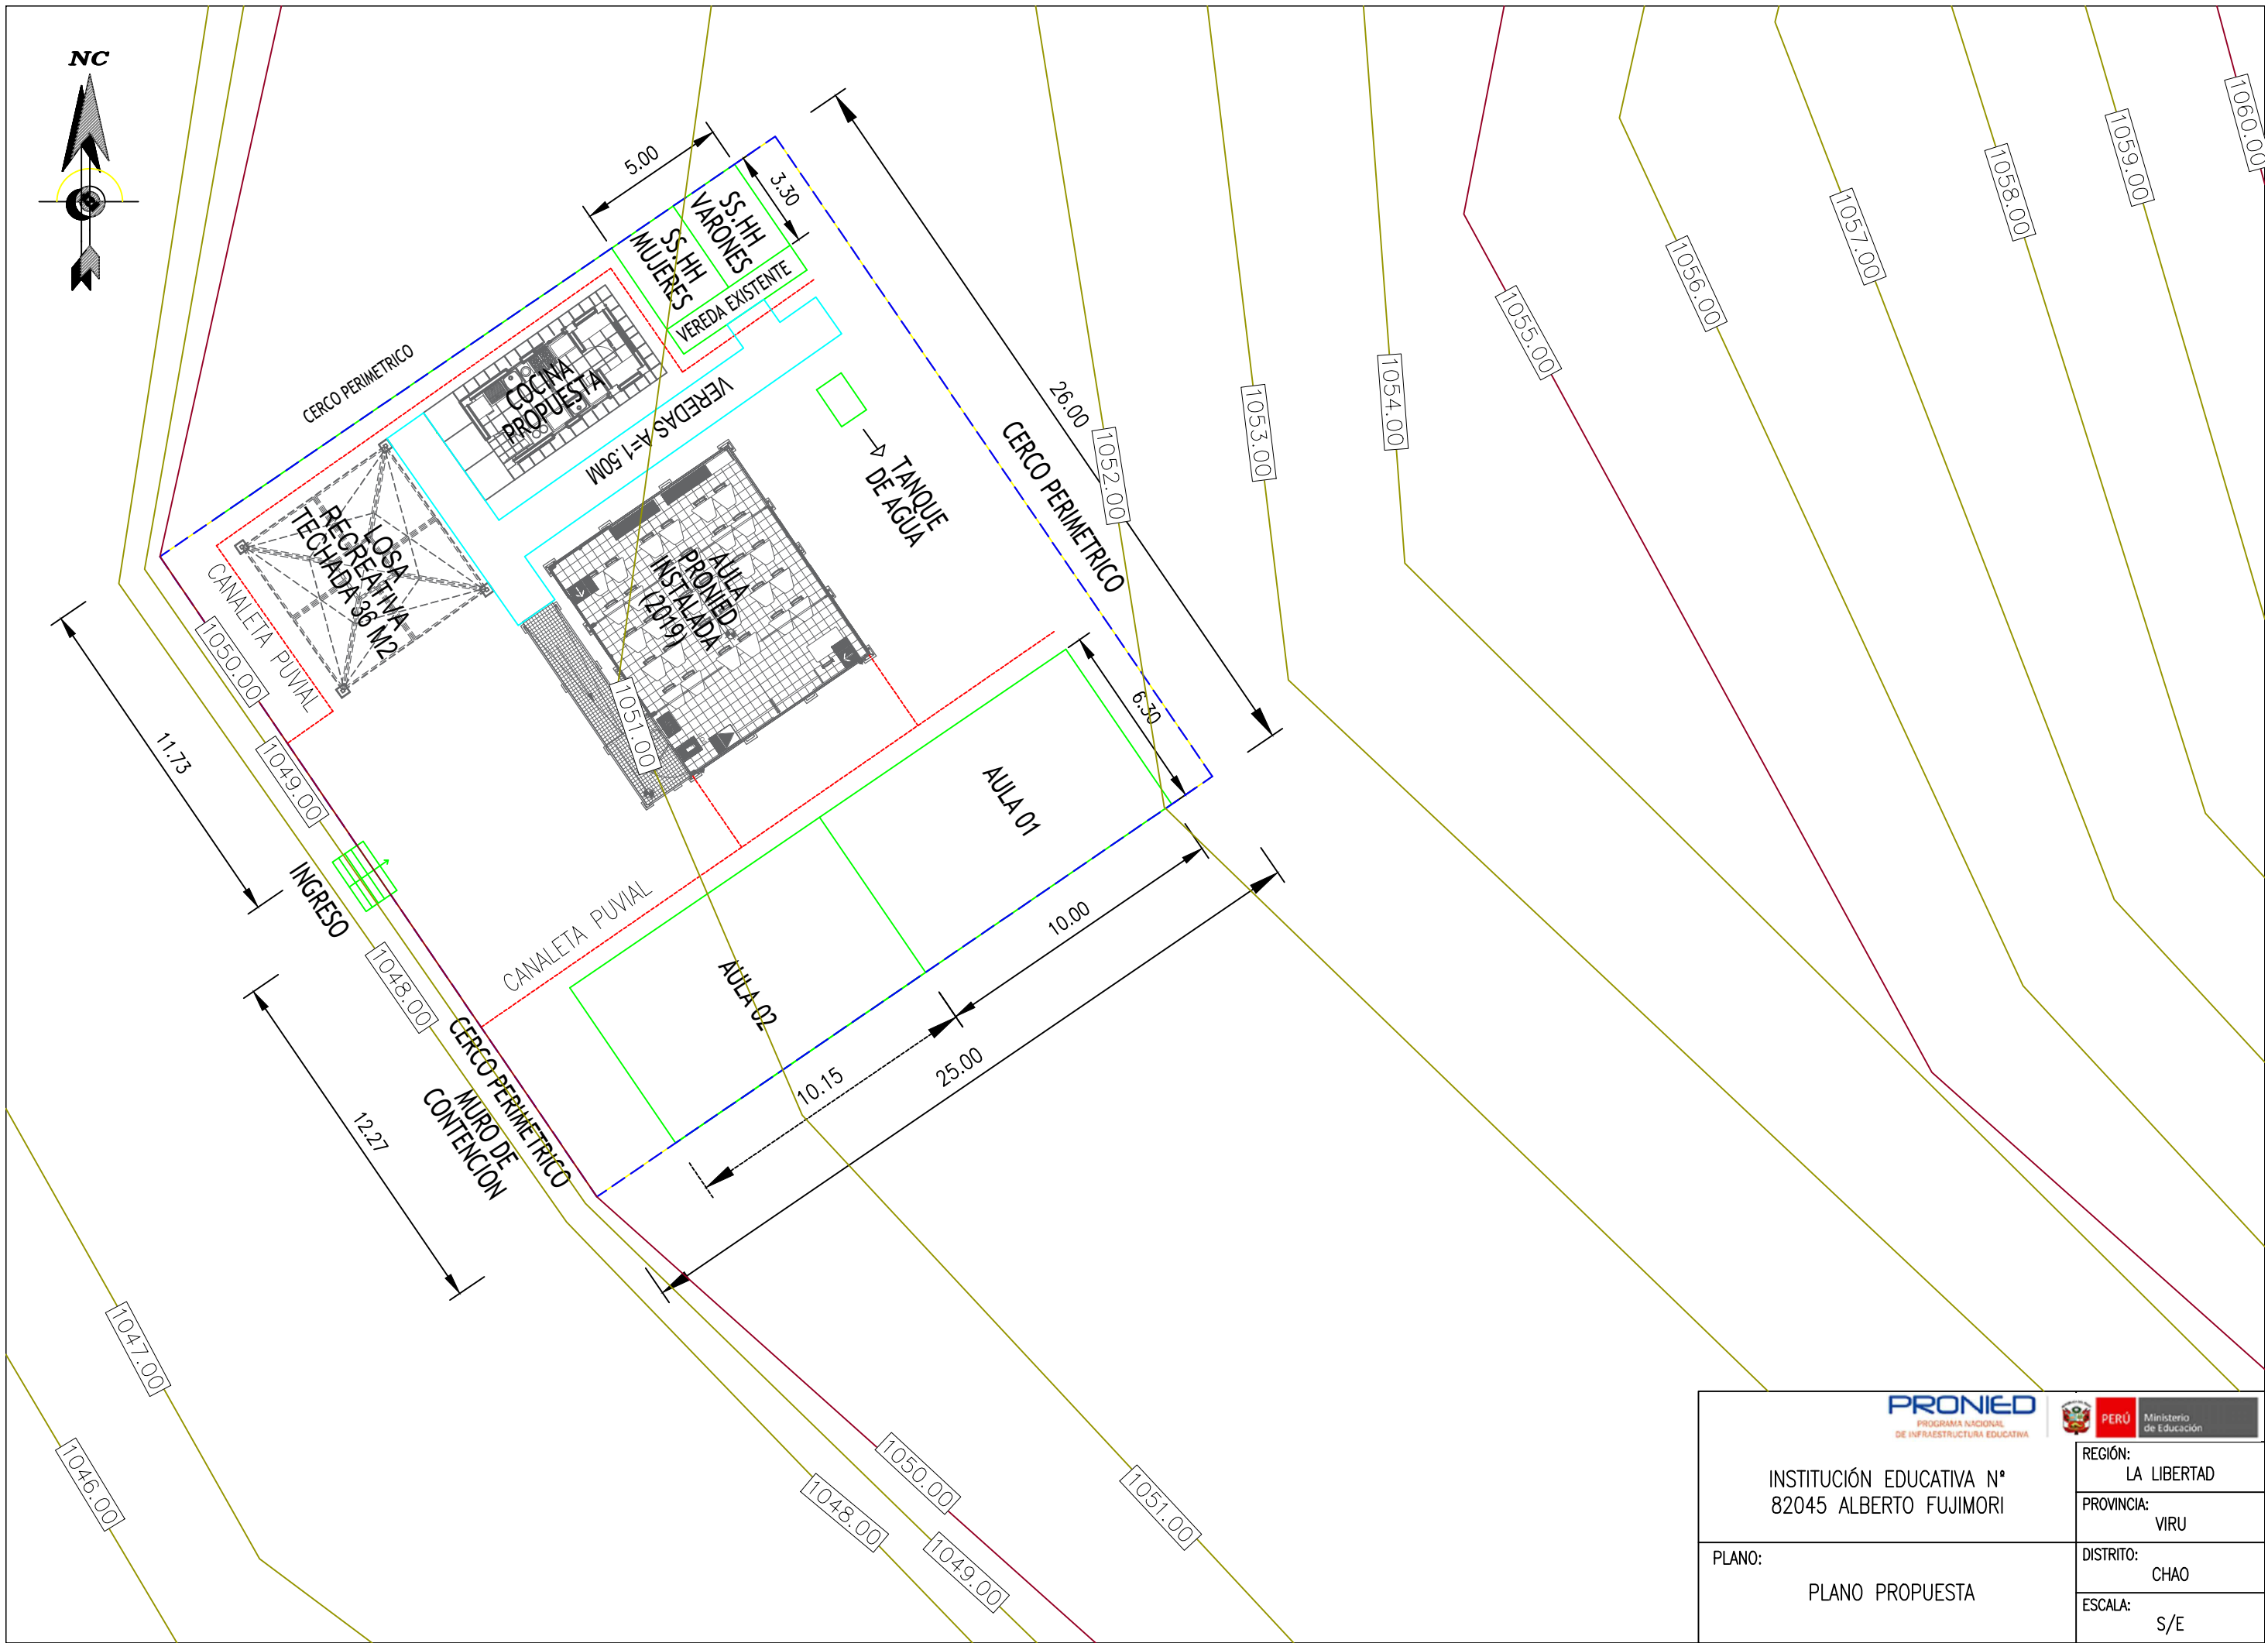 NC
5.00
3.30
SS.HH
VARONES
SS.HH
MUJERES
VEREDA EXISTENTE
CERCO PERIMETRICO
COCINA
PROPUESTA
VEREDAS A=1.50M
26.00
CERCO PERIMETRICO
TANQUE
DE AGUA
LOSA
RECREATIVA
TECHADA 36 M2
AULA
PRONIED
INSTALADA
(2019)
CANALETA PUVIAL
11.73
INGRESO
6.30
AULA 01
CANALETA PUVIAL
AULA 02
10.00
10.15
25.00
12.27
CERCO PERIMETRICO
MURO DE
CONTENCION
1050.00
1049.00
1048.00
1051.00
1052.00
1053.00
1054.00
1055.00
1056.00
1057.00
1058.00
1059.00
1060.00
1047.00
1046.00
1050.00
1048.00
1049.00
1051.00
PRONIED
PROGRAMA NACIONAL
DE INFRAESTRUCTURA EDUCATIVA
PERÚ
Ministerio
de Educación
INSTITUCIÓN EDUCATIVA Nº
82045 ALBERTO FUJIMORI
PLANO:
PLANO PROPUESTA
REGIÓN:
LA LIBERTAD
PROVINCIA:
VIRU
DISTRITO:
CHAO
ESCALA:
S/E